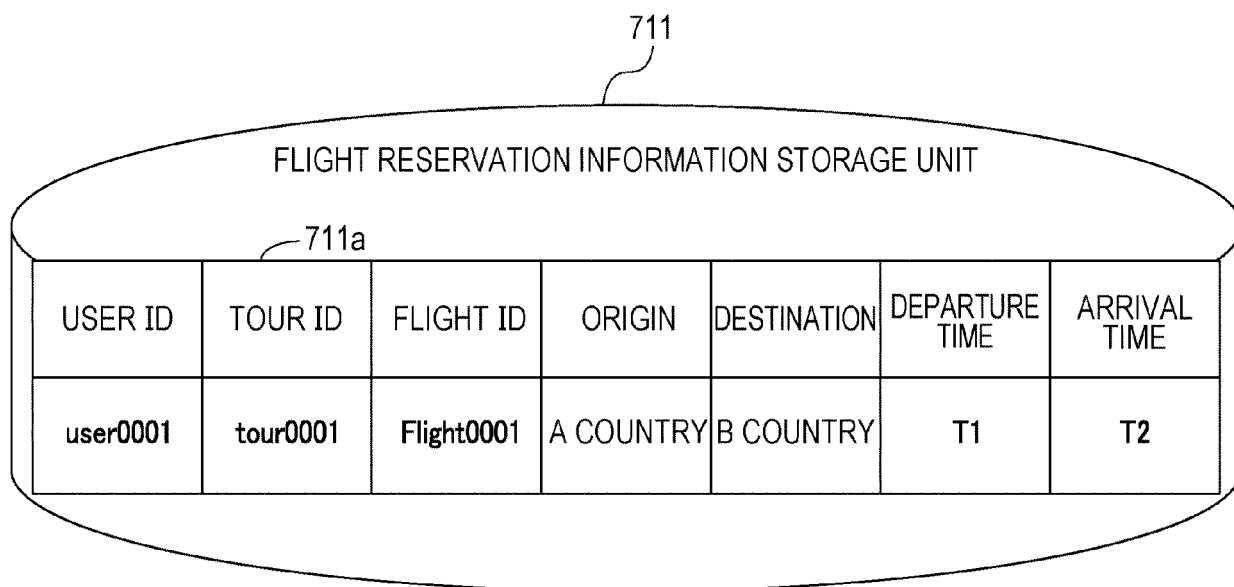 711
FLIGHT RESERVATION INFORMATION STORAGE UNIT
711a
USER ID TOUR ID FLIGHT ID ORIGIN DESTINATION DEPARTURE TIME ARRIVAL TIME
user0001 tour0001 Flight0001 A COUNTRY B COUNTRY T1 T2